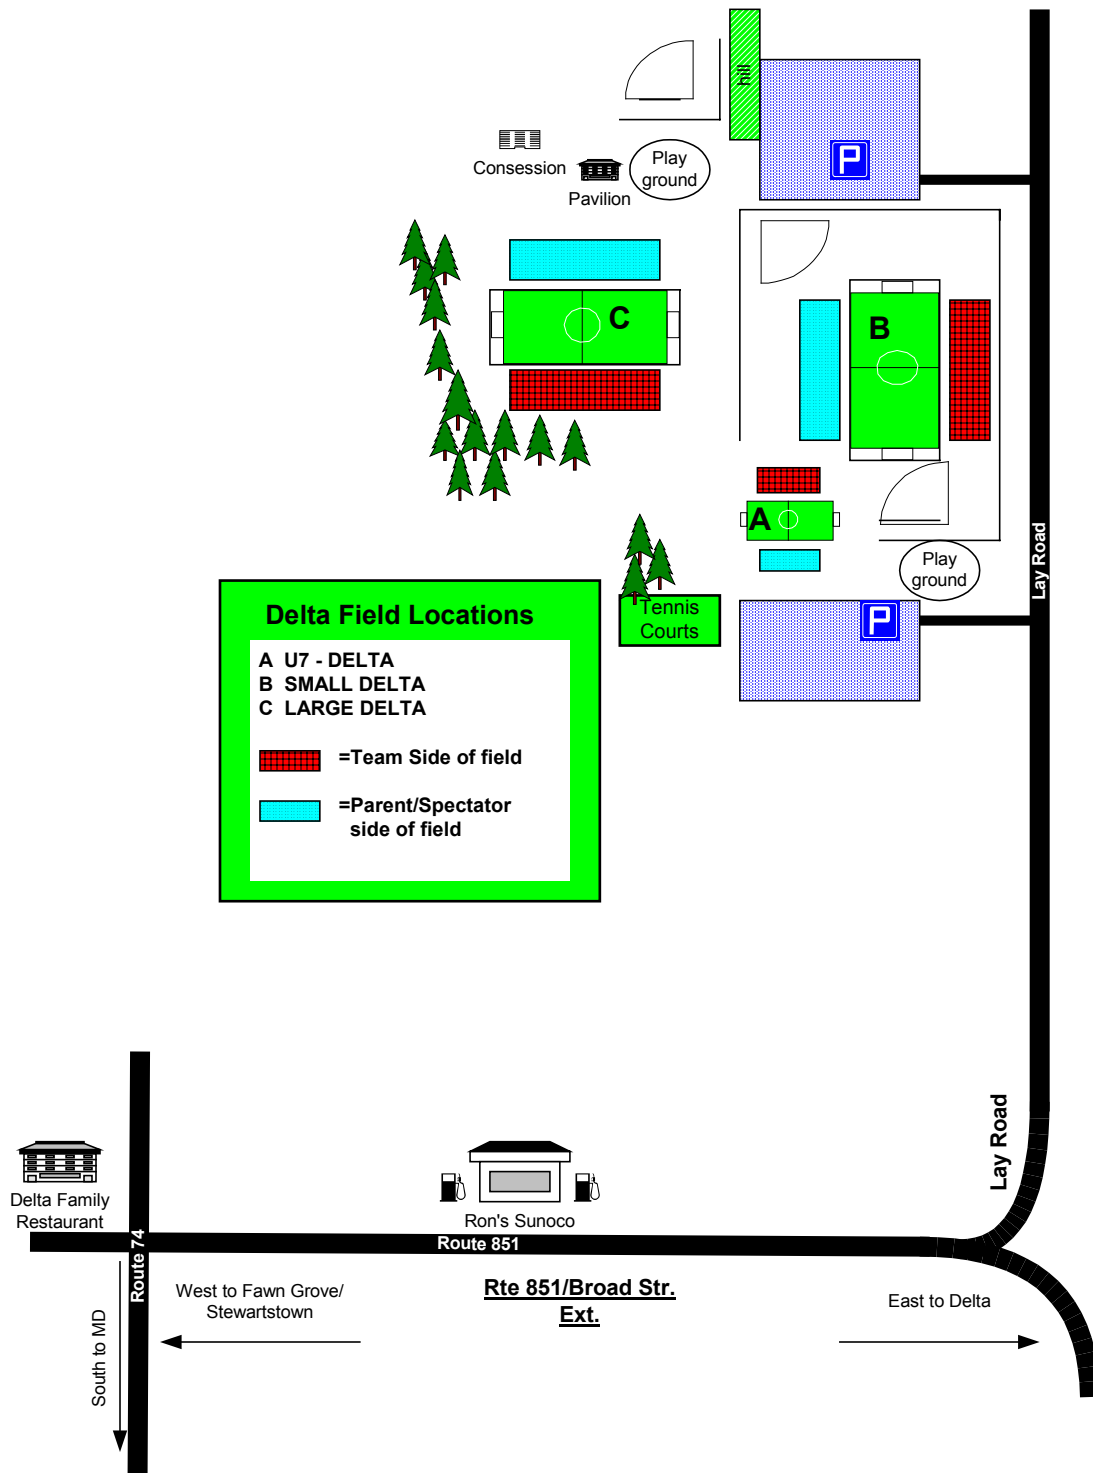 hill
P
Consession
Pavilion
Play
ground
C
B
A
Play
ground
Lay Road
Tennis
Courts
P
Delta Field Locations
A U7 - DELTA
B SMALL DELTA
C LARGE DELTA
=Team Side of field
=Parent/Spectator
side of field
Lay Road
Delta Family
Restaurant
Ron's Sunoco
Route 74
Route 851
West to Fawn Grove/
Stewartstown
Rte 851/Broad Str.
Ext.
East to Delta
South to MD